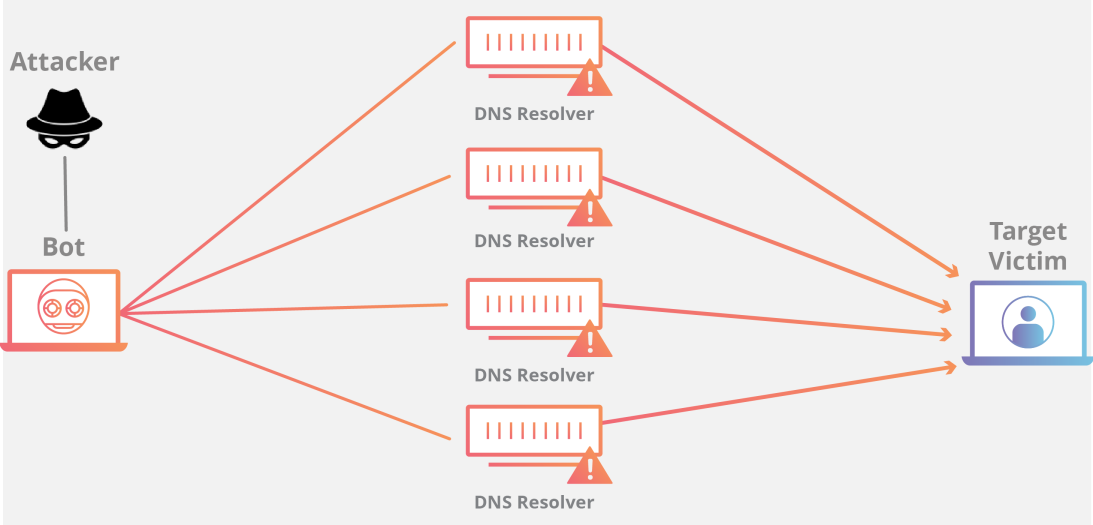 Attacker
Bot
DNS Resolver
DNS Resolver
DNS Resolver
DNS Resolver
Target
Victim